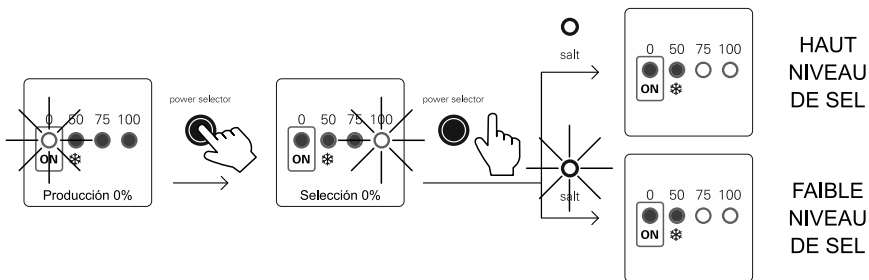 0 50 75 100
ON
Producción 0%
power selector
0 50 75 100
ON
Selección 0%
power selector
salt
0 50 75 100
ON
HAUT
NIVEAU
DE SEL
salt
0 50 75 100
ON
FAIBLE
NIVEAU
DE SEL